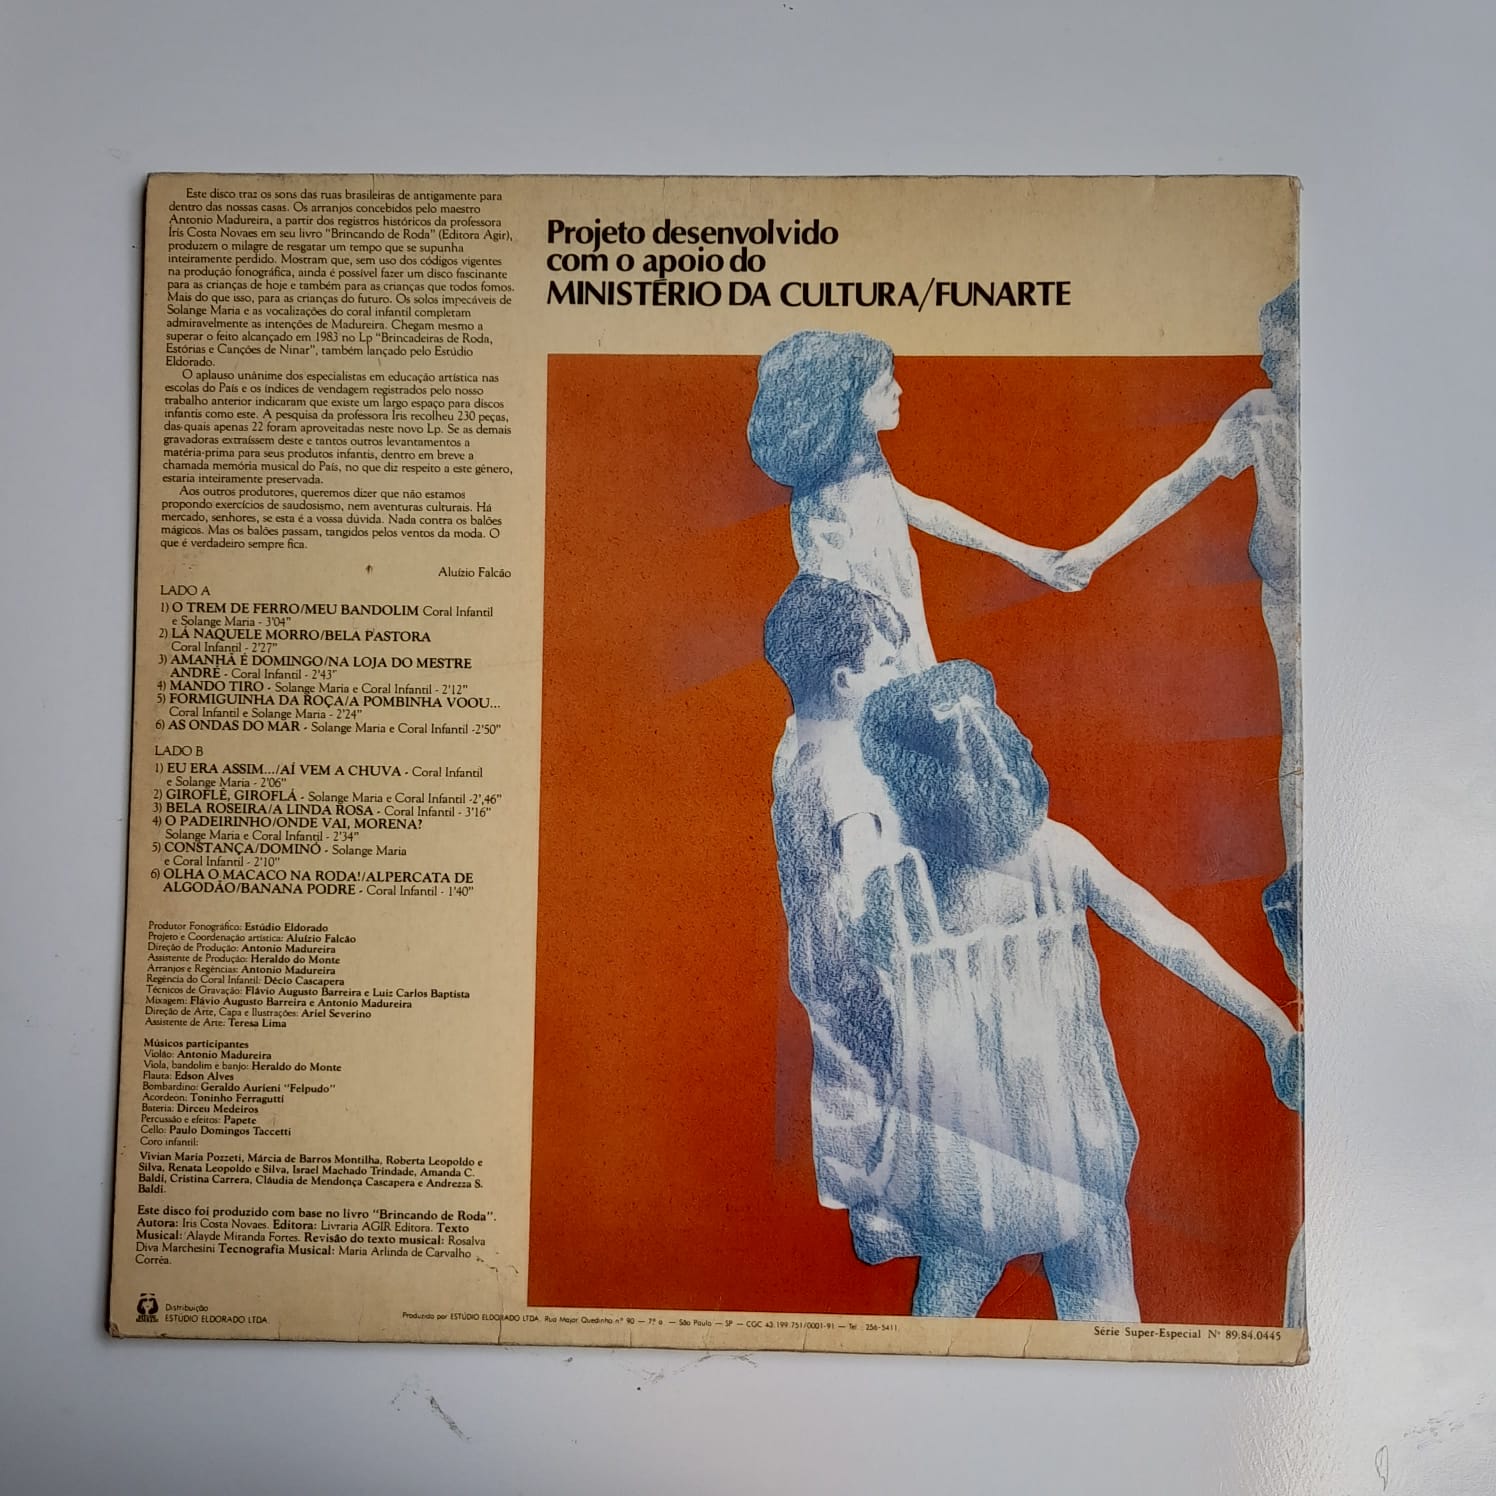 Este disco traz os sons das ruas brasileiras de antigamente para
dentro das nossas casas. Os arranjos concebidos pelo maestro
Antonio Madureira, a partir dos registros históricos da professora
Íris Costa Novaes em seu livro "Brincando de Roda" (Editora Agir),
produzem o milagre de resgatar um tempo que se supunha
inteiramente perdido. Mostram que, sem uso dos códigos vigentes
na produção fonográfica, ainda é possível fazer um disco fascinante
para as crianças de hoje e também para as crianças que todos fomos.
Mais do que isso, para as crianças do futuro. Os solos impecáveis de
Solange Maria e as vocalizações do coral infantil completam
admiravelmente as intenções de Madureira. Chegam mesmo a
superar o feito alcançado em 1983 no Lp "Brincadeiras de Roda,
Estórias e Canções de Ninar", também lançado pelo Estúdio
Eldorado.
O aplauso unânime dos especialistas em educação artística nas
escolas do País e os índices de vendagem registrados pelo nosso
trabalho anterior indicaram que existe um largo espaço para discos
infantis como este. A pesquisa da professora Íris recolheu 230 peças,
das quais apenas 22 foram aproveitadas neste novo Lp. Se as demais
gravadoras extraíssem deste e tantos outros levantamentos a
matéria-prima para seus produtos infantis, dentro em breve a
chamada memória musical do País, no que diz respeito a este gênero,
estaria inteiramente preservada.
Aos outros produtores, queremos dizer que não estamos
propondo exercícios de saudosismo, nem aventuras culturais. Há
mercado, senhores, se esta é a vossa dúvida. Nada contra os balões
mágicos. Mas os balões passam, tangidos pelos ventos da moda. O
que é verdadeiro sempre fica.
Aluízio Falcão
LADO A
1) O TREM DE FERRO/MEU BANDOLIM Coral Infantil
e Solange Maria - 3'04"
2) LÁ NAQUELE MORRO/BELA PASTORA
Coral Infantil - 2'27"
3) AMANHÃ É DOMINGO/NA LOJA DO MESTRE
ANDRÉ - Coral Infantil - 2'43"
4) MANDO TIRO - Solange Maria e Coral Infantil - 2'12"
5) FORMIGUINHA DA ROÇA/A POMBINHA VOOU...
Coral Infantil e Solange Maria - 2'24"
6) AS ONDAS DO MAR - Solange Maria e Coral Infantil -2'50"
LADO B
1) EU ERA ASSIM.../AÍ VEM A CHUVA - Coral Infantil
e Solange Maria - 2'06"
2) GIROFLÊ, GIROFLÁ - Solange Maria e Coral Infantil -2',46"
3) BELA ROSEIRA/A LINDA ROSA - Coral Infantil - 3'16"
4) O PADEIRINHO/ONDE VAI, MORENA?
Solange Maria e Coral Infantil - 2'34"
5) CONSTANÇA/DOMINÓ - Solange Maria
e Coral Infantil - 2'10"
6) OLHA O MACACO NA RODA!/ALPERCATA DE
ALGODÃO/BANANA PODRE - Coral Infantil - 1'40"
Produtor Fonográfico: Estúdio Eldorado
Projeto e Coordenação artística: Aluízio Falcão
Direção de Produção: Antonio Madureira
Assistente de Produção: Heraldo do Monte
Arranjos e Regências: Antonio Madureira
Regência do Coral Infantil: Décio Cascapera
Técnicos de Gravação: Flávio Augusto Barreira e Luiz Carlos Baptista
Mixagem: Flávio Augusto Barreira e Antonio Madureira
Direção de Arte, Capa e Ilustrações: Ariel Severino
Assistente de Arte: Teresa Lima
Músicos participantes
Violão: Antonio Madureira
Viola, bandolim e banjo: Heraldo do Monte
Flauta: Edson Alves
Bombardino: Geraldo Aurieni "Felpudo"
Acordeon: Toninho Ferragutti
Bateria: Dirceu Medeiros
Percussão e efeitos: Papete
Cello: Paulo Domingos Taccetti
Coro infantil:
Vivian Maria Pozzeti, Márcia de Barros Montilha, Roberta Leopoldo e
Silva, Renata Leopoldo e Silva, Israel Machado Trindade, Amanda C.
Baldi, Cristina Carrera, Cláudia de Mendonça Cascapera e Andrezza S.
Baldi.
Este disco foi produzido com base no livro "Brincando de Roda".
Autora: Iris Costa Novaes. Editora: Livraria AGIR Editora. Texto
Musical: Alayde Miranda Fortes. Revisão do texto musical: Rosalva
Diva Marchesini Tecnografia Musical: Maria Arlinda de Carvalho
Corrêa.
Distribuição
ESTÚDIO ELDORADO LTDA.
Projeto desenvolvido
com o apoio do
MINISTÉRIO DA CULTURA/FUNARTE
Produzido por ESTÚDIO ELDORADO LTDA. Rua Major Quedinho nº 90 — 7º a. — São Paulo — SP — CGC 43.199.751/0001-91 — Tel.: 256-5411.
Série Super-Especial Nº 89.84.0445